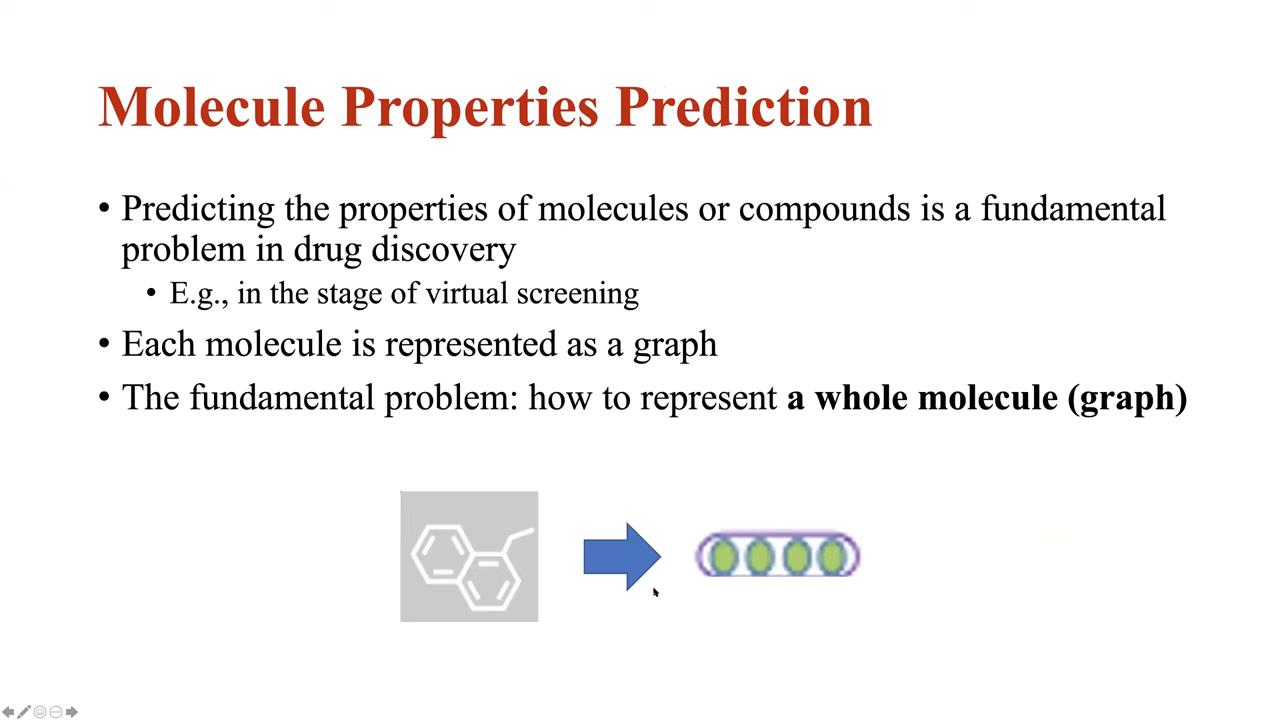 Molecule Properties Prediction
• Predicting the properties of molecules or compounds is a fundamental
problem in drug discovery
• E.g., in the stage of virtual screening
• Each molecule is represented as a graph
• The fundamental problem: how to represent a whole molecule (graph)